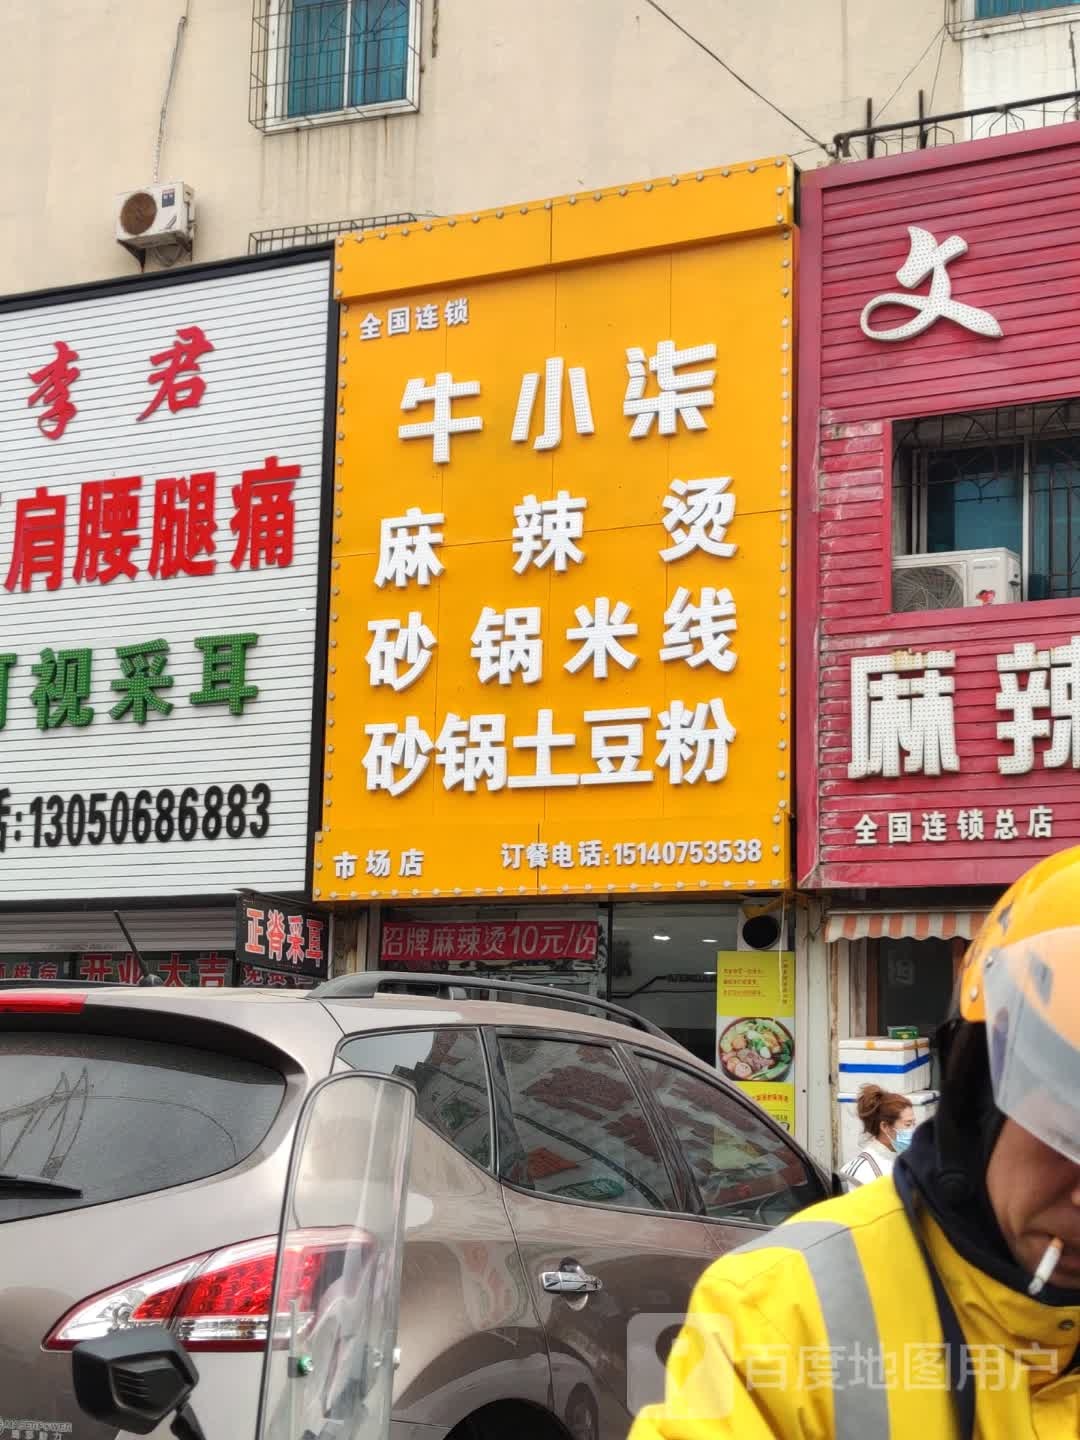 全国连锁
牛小柒
麻辣烫
砂锅米线
砂锅土豆粉
市场店
订餐电话:15140753538
李君
肩腰腿痛
可视采耳
话:13050686883
正脊采耳
开业大吉
免费
招牌麻辣烫10元/份
文
麻辣
全国连锁总店
百度地图用户